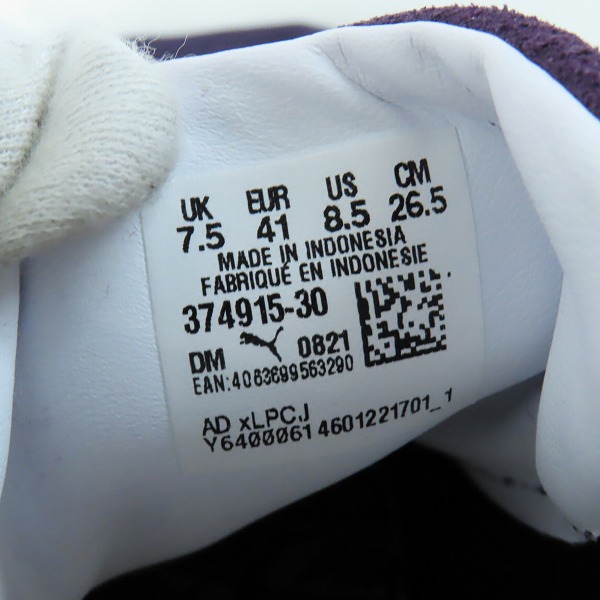 UK EUR US CM
7.5 41 8.5 26.5
MADE IN INDONESIA
FABRIQUÉ EN INDONESIE
374915-30
DM 0821
EAN:4063699563290
AD xLPCJ
Y6400061 4601221701_1